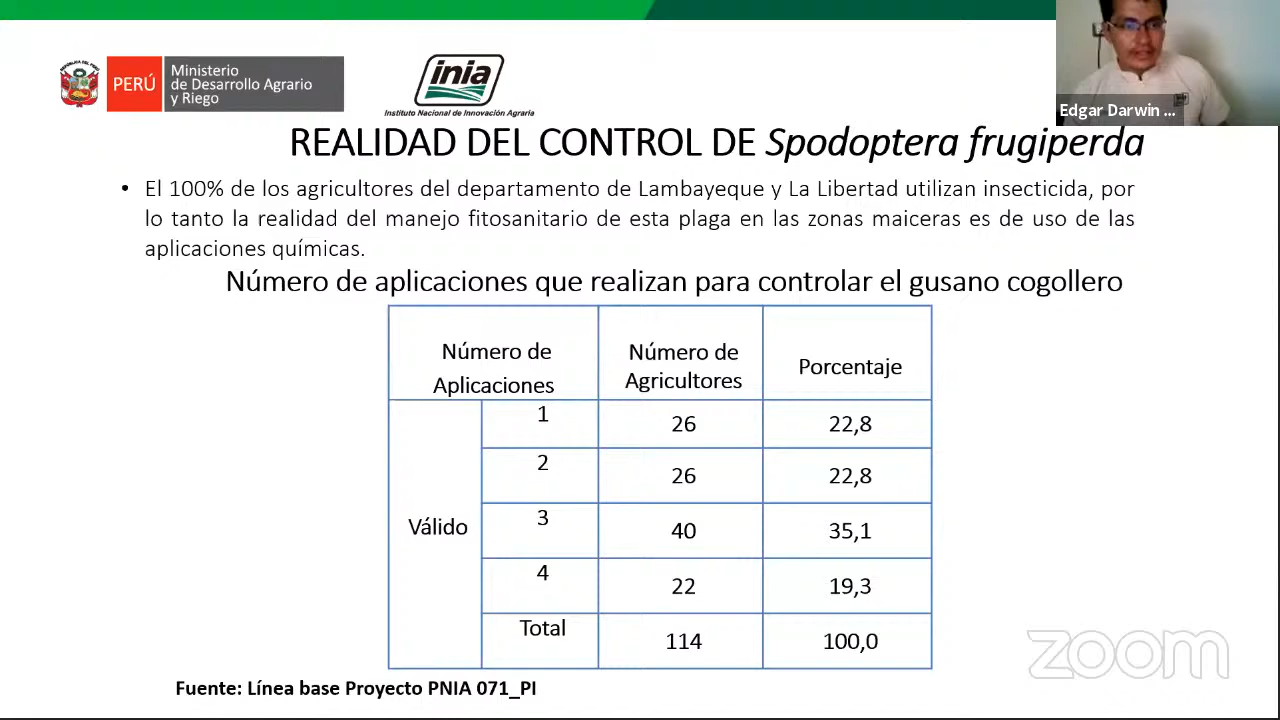 PERÚ
Ministerio
de Desarrollo Agrario
y Riego
inia
Instituto Nacional de Innovación Agraria
Edgar Darwin ...
REALIDAD DEL CONTROL DE Spodoptera frugiperda
• El 100% de los agricultores del departamento de Lambayeque y La Libertad utilizan insecticida, por
lo tanto la realidad del manejo fitosanitario de esta plaga en las zonas maiceras es de uso de las
aplicaciones químicas.
Número de aplicaciones que realizan para controlar el gusano cogollero
Número de
Aplicaciones
Número de
Agricultores
Porcentaje
Válido
1 26 22,8
2 26 22,8
3 40 35,1
4 22 19,3
Total 114 100,0
Fuente: Línea base Proyecto PNIA 071_PI
zoom